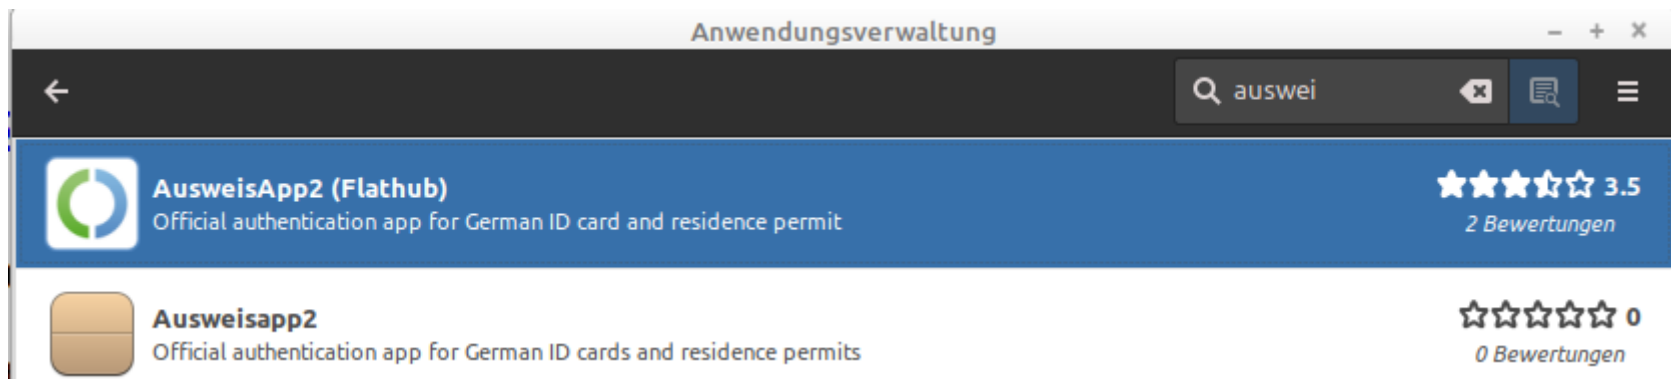 Anwendungsverwaltung
auswei
AusweisApp2 (Flathub)
3.5
Official authentication app for German ID card and residence permit
2 Bewertungen
Ausweisapp2
0
Official authentication app for German ID cards and residence permits
0 Bewertungen